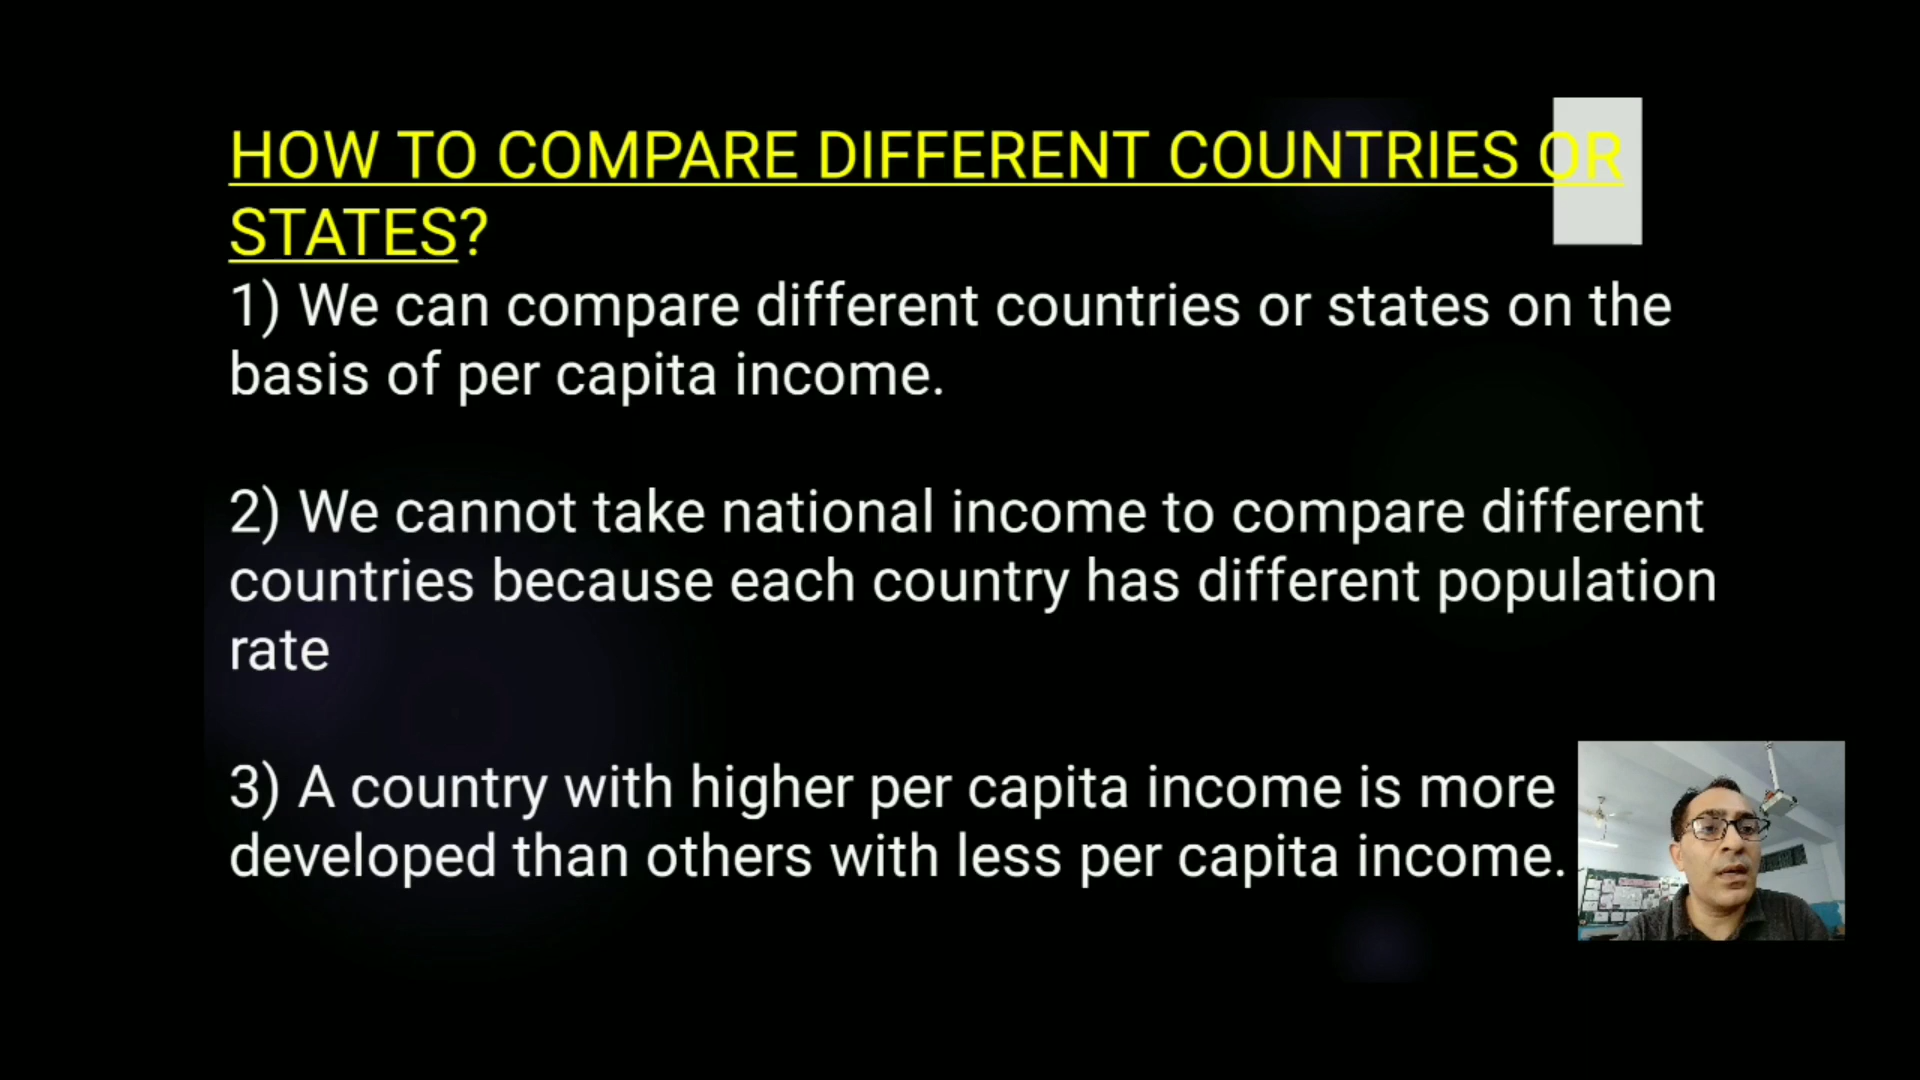 HOW TO COMPARE DIFFERENT COUNTRIES OR
STATES?
1) We can compare different countries or states on the
basis of per capita income.
2) We cannot take national income to compare different
countries because each country has different population
rate
3) A country with higher per capita income is more
developed than others with less per capita income.